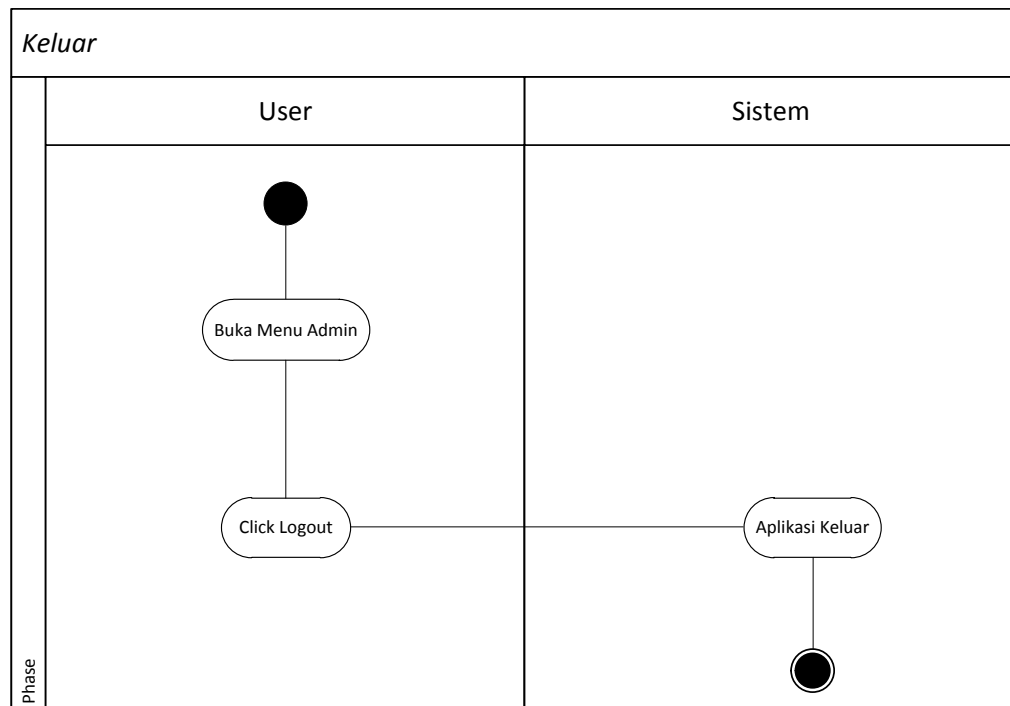 Keluar
User
Sistem
Buka Menu Admin
Click Logout
Aplikasi Keluar
Phase